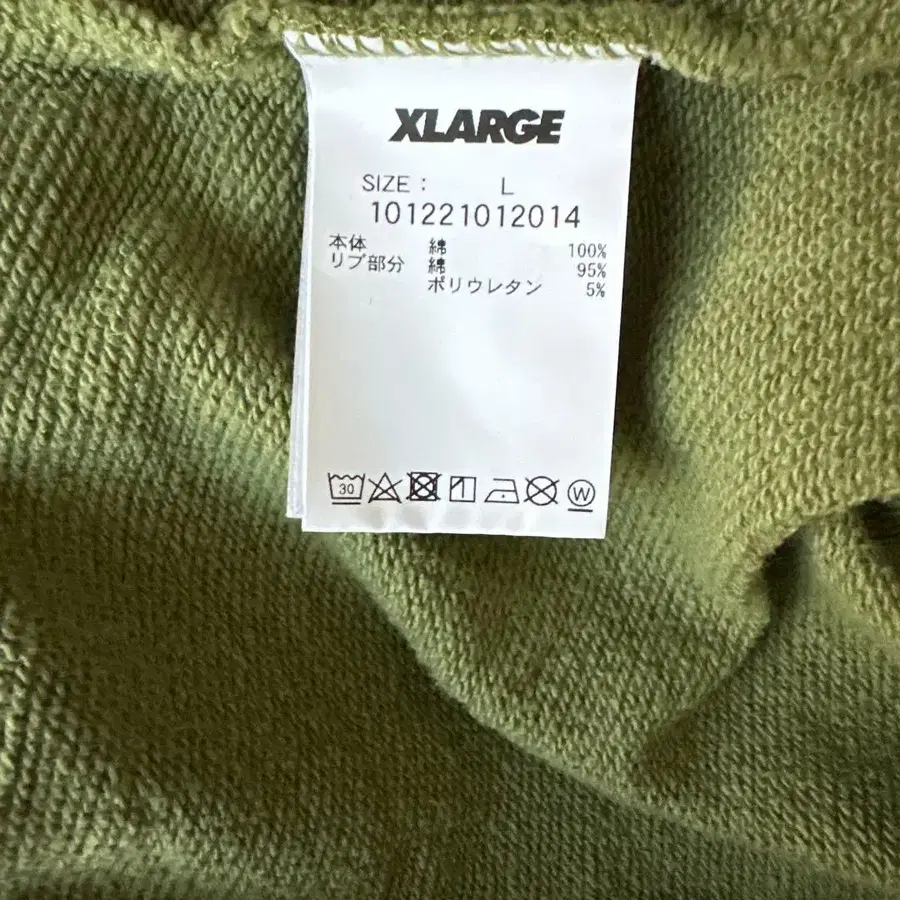 XLARGE
SIZE : L
101221012014
本体 綿 100%
リブ部分 綿 95%
ポリウレタン 5%
30
W